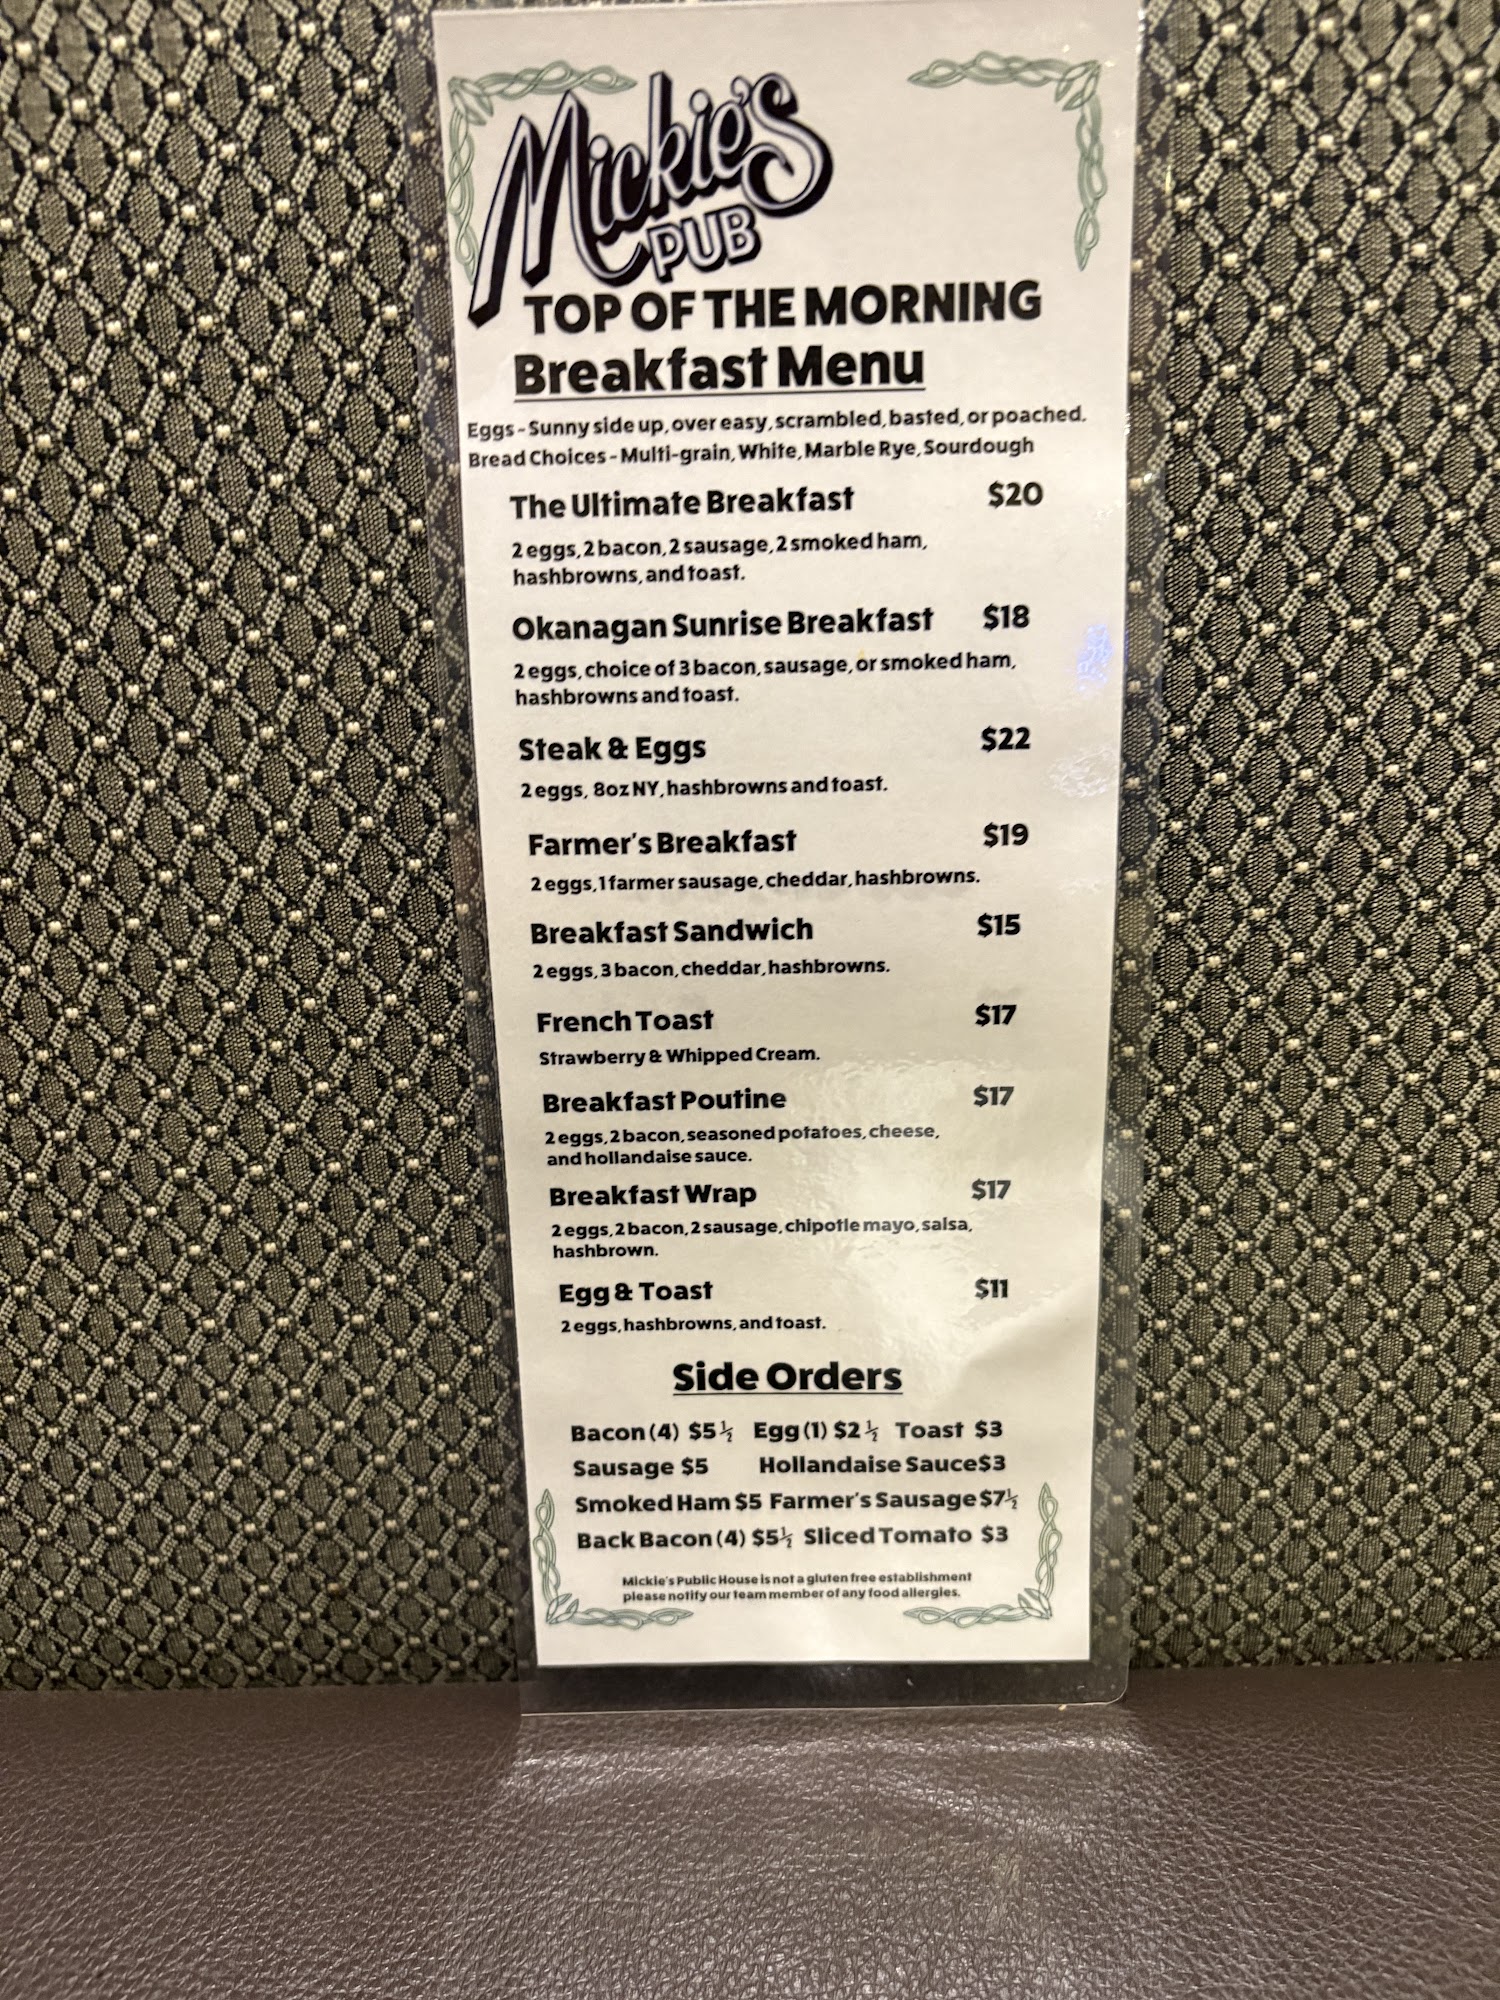 Mickie's
PUB
TOP OF THE MORNING
Breakfast Menu
Eggs - Sunny side up, over easy, scrambled, basted, or poached.
Bread Choices - Multi-grain, White, Marble Rye, Sourdough
The Ultimate Breakfast $20
2 eggs, 2 bacon, 2 sausage, 2 smoked ham,
hashbrowns, and toast.
Okanagan Sunrise Breakfast $18
2 eggs, choice of 3 bacon, sausage, or smoked ham,
hashbrowns and toast.
Steak & Eggs $22
2 eggs, 8oz NY, hashbrowns and toast.
Farmer's Breakfast $19
2 eggs, 1 farmer sausage, cheddar, hashbrowns.
Breakfast Sandwich $15
2 eggs, 3 bacon, cheddar, hashbrowns.
French Toast $17
Strawberry & Whipped Cream.
Breakfast Poutine $17
2 eggs, 2 bacon, seasoned potatoes, cheese,
and hollandaise sauce.
Breakfast Wrap $17
2 eggs, 2 bacon, 2 sausage, chipotle mayo, salsa,
hashbrown.
Egg & Toast $11
2 eggs, hashbrowns, and toast.
Side Orders
Bacon (4) $5½ Egg (1) $2½ Toast $3
Sausage $5 Hollandaise Sauce $3
Smoked Ham $5 Farmer's Sausage $7½
Back Bacon (4) $5½ Sliced Tomato $3
Mickie's Public House is not a gluten free establishment
please notify our team member of any food allergies.